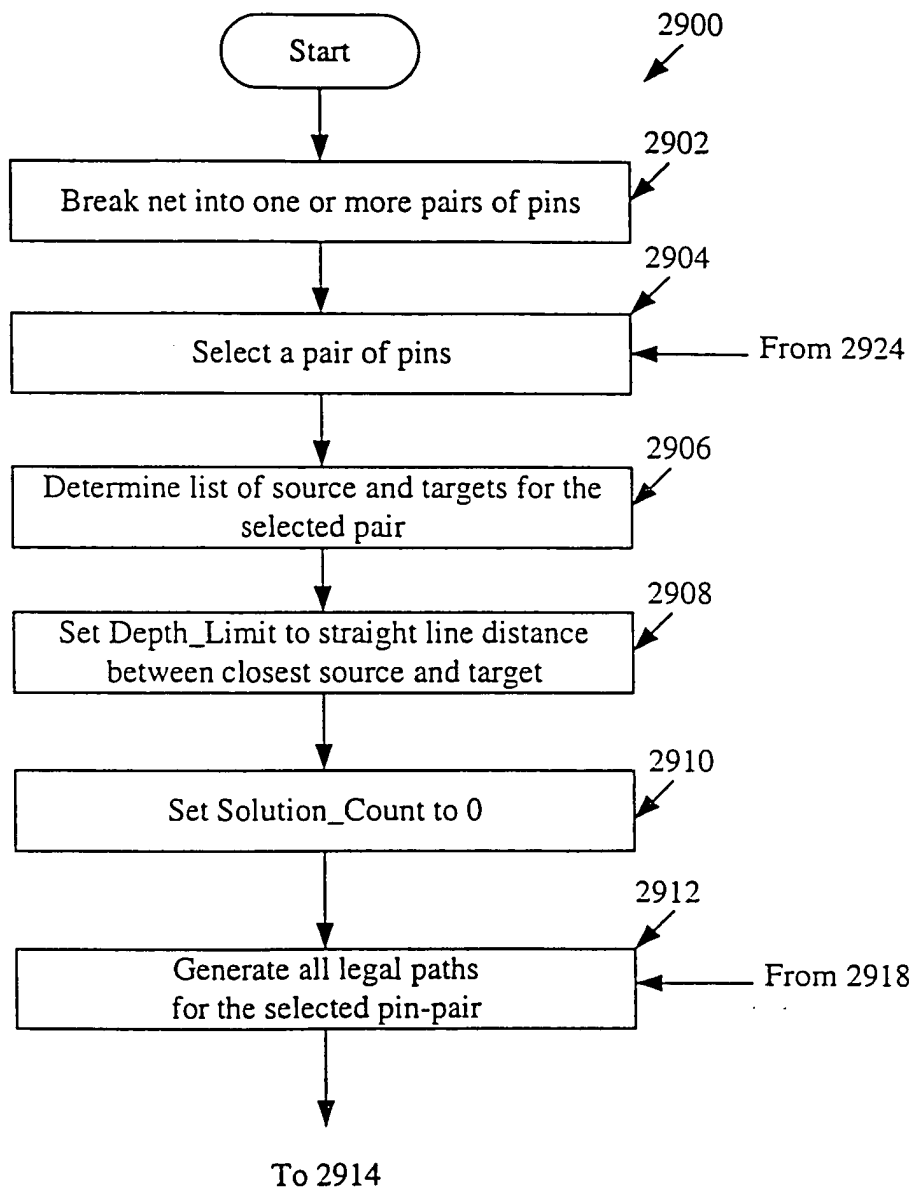 Start
2900
2902
Break net into one or more pairs of pins
2904
Select a pair of pins
From 2924
2906
Determine list of source and targets for the
selected pair
2908
Set Depth_Limit to straight line distance
between closest source and target
2910
Set Solution_Count to 0
2912
Generate all legal paths
for the selected pin-pair
From 2918
To 2914